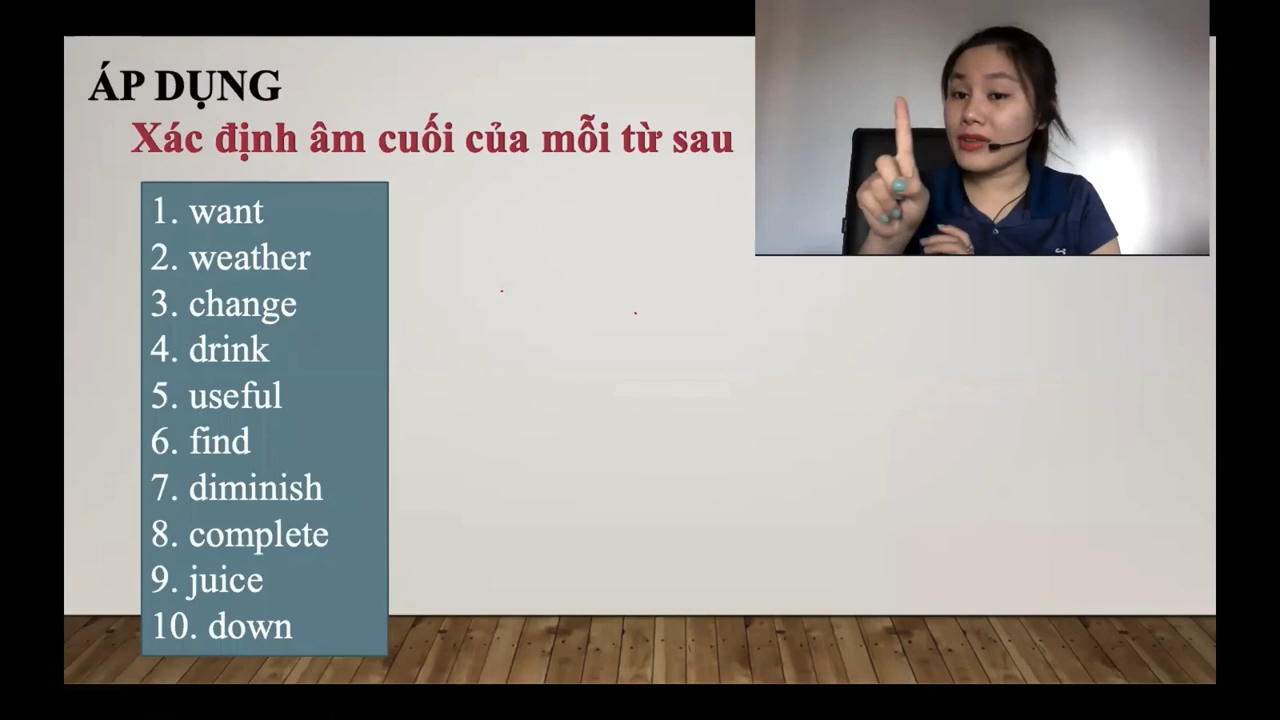 ÁP DỤNG
Xác định âm cuối của mỗi từ sau
1. want
2. weather
3. change
4. drink
5. useful
6. find
7. diminish
8. complete
9. juice
10. down